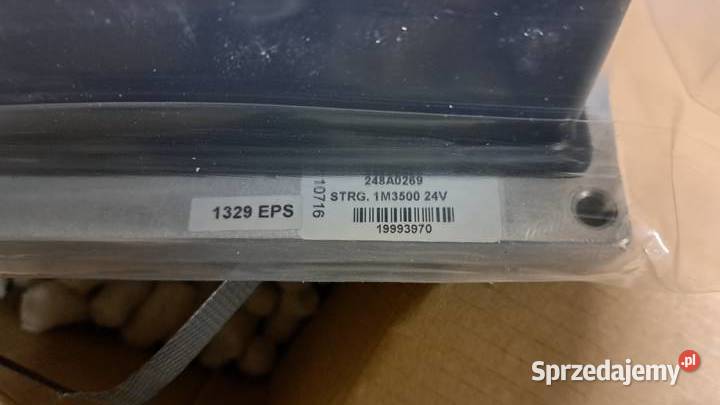 248A0269
STRG. 1M3500 24V
19993970
10716
1329 EPS
Sprzedajemy.pl